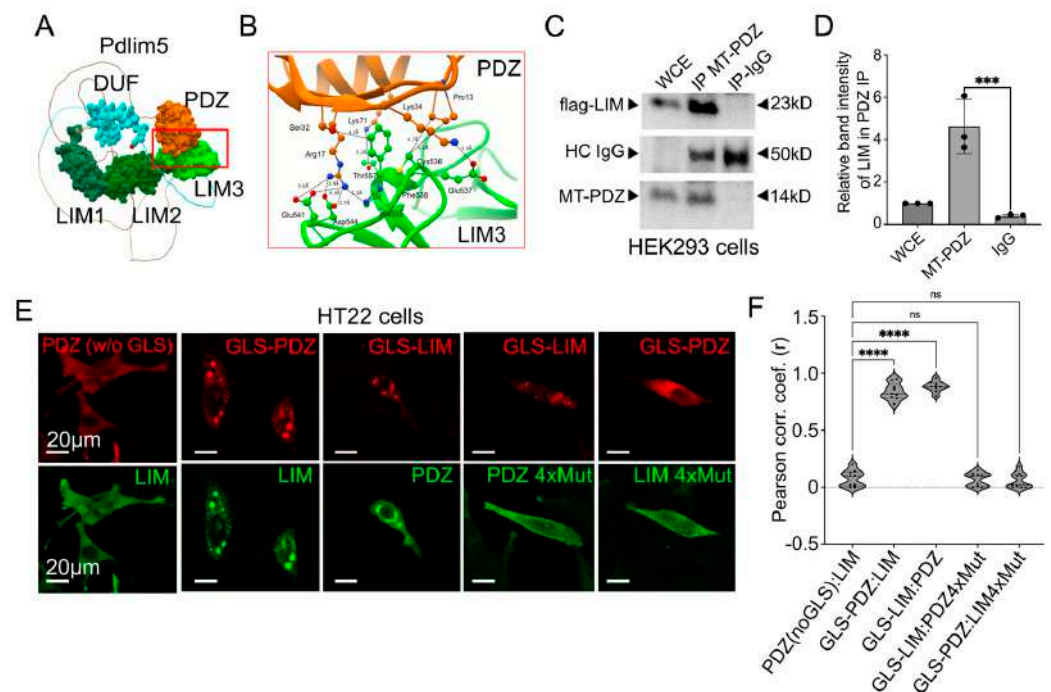 A
Pdlim5
DUF
PDZ
LIM3
LIM1
LIM2
B
PDZ
Pro13
Lys34
Lys71
Ser32
Arg17
Cys536
Thr557
Phe538
Glu537
Glu541
Asp544
LIM3
C
WCE
IP MT-PDZ
IP-IgG
flag-LIM
23kD
HC IgG
50kD
MT-PDZ
14kD
HEK293 cells
D
Relative band intensity
of LIM in PDZ IP
8
6
4
2
0
***
WCE
MT-PDZ
IgG
E
HT22 cells
PDZ (w/o GLS)
GLS-PDZ
GLS-LIM
GLS-LIM
GLS-PDZ
20μm
LIM
LIM
PDZ
PDZ 4xMut
LIM 4xMut
20μm
F
Pearson corr. coef. (r)
1.5
1.0
0.5
0
-0.5
ns
ns
****
****
PDZ(noGLS):LIM
GLS-PDZ:LIM
GLS-LIM:PDZ
GLS-LIM:PDZ4xMut
GLS-PDZ:LIM4xMut